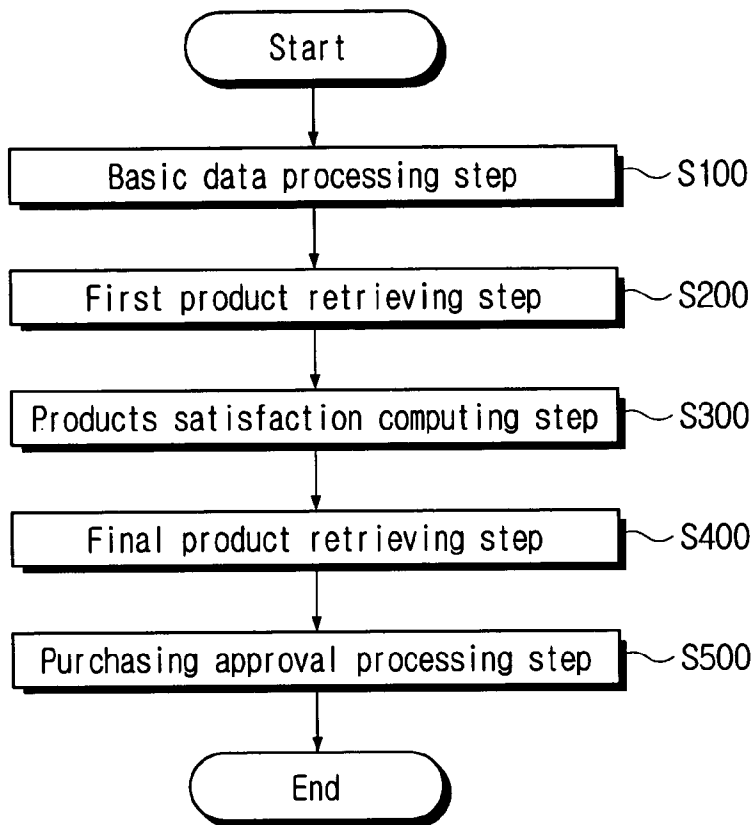 Start
Basic data processing step S100
First product retrieving step S200
Products satisfaction computing step S300
Final product retrieving step S400
Purchasing approval processing step S500
End